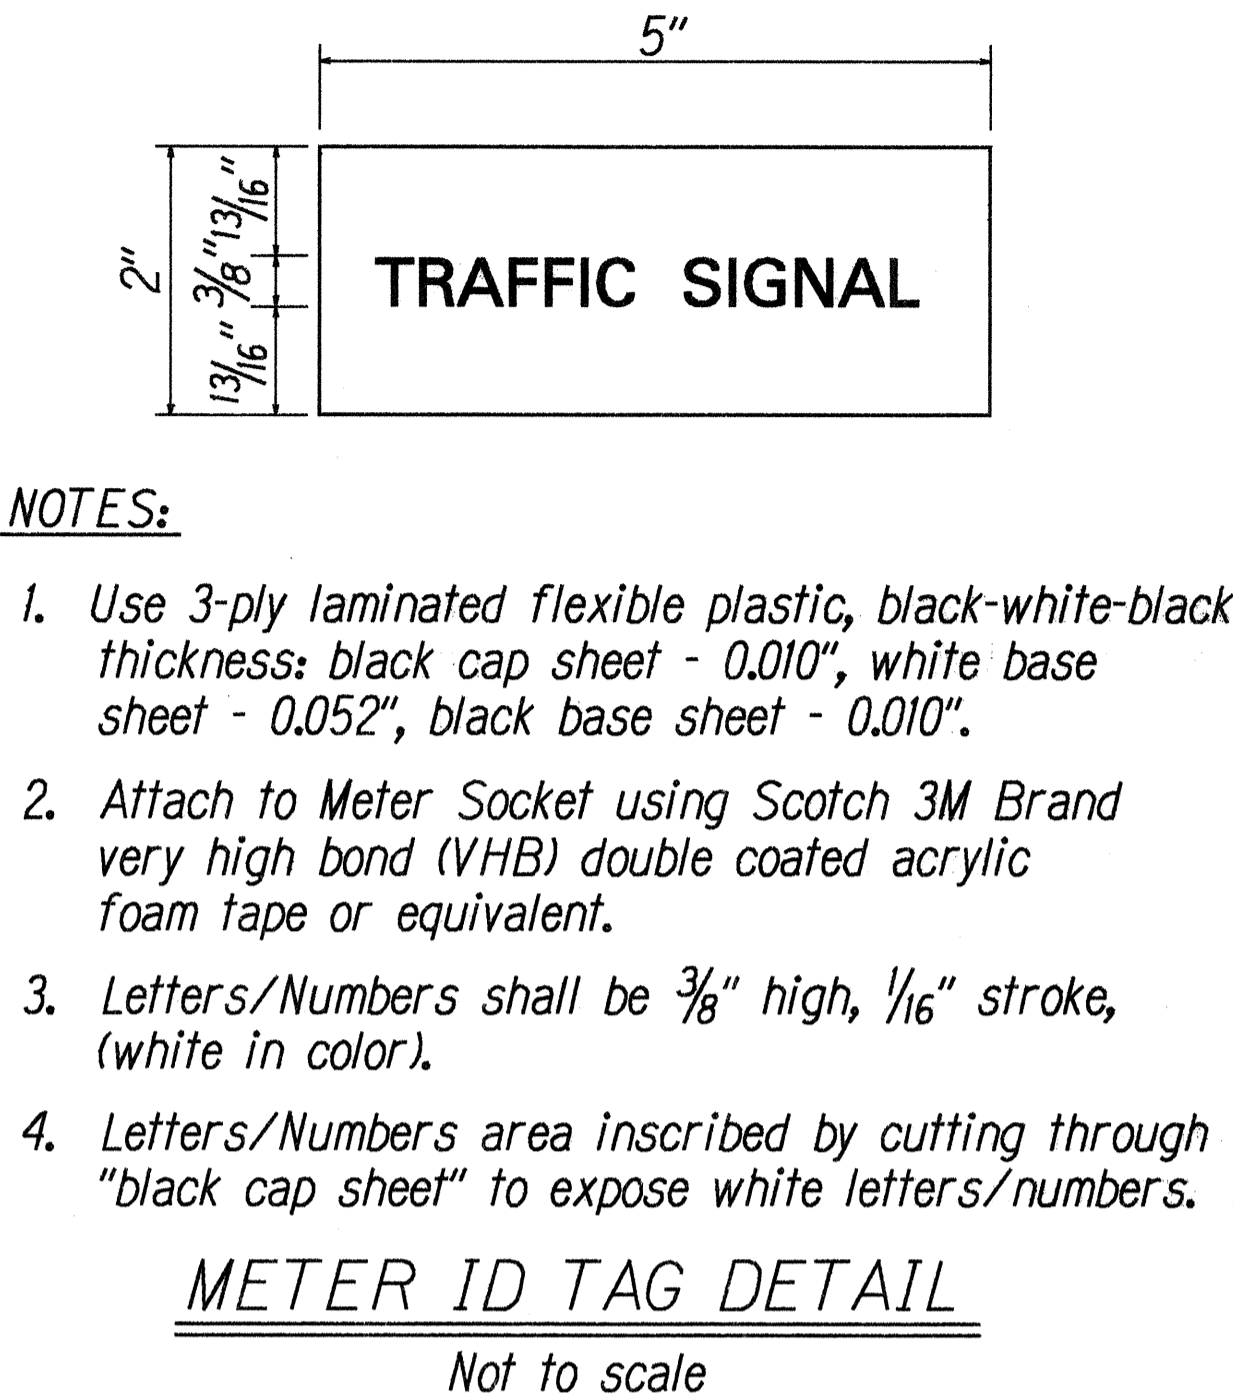 5"
2"
13/16"
3/8"
13/16"
TRAFFIC SIGNAL
NOTES:
1. Use 3-ply laminated flexible plastic, black-white-black
thickness: black cap sheet - 0.010", white base
sheet - 0.052", black base sheet - 0.010".
2. Attach to Meter Socket using Scotch 3M Brand
very high bond (VHB) double coated acrylic
foam tape or equivalent.
3. Letters/Numbers shall be 3/8" high, 1/16" stroke,
(white in color).
4. Letters/Numbers area inscribed by cutting through
"black cap sheet" to expose white letters/numbers.
METER ID TAG DETAIL
Not to scale